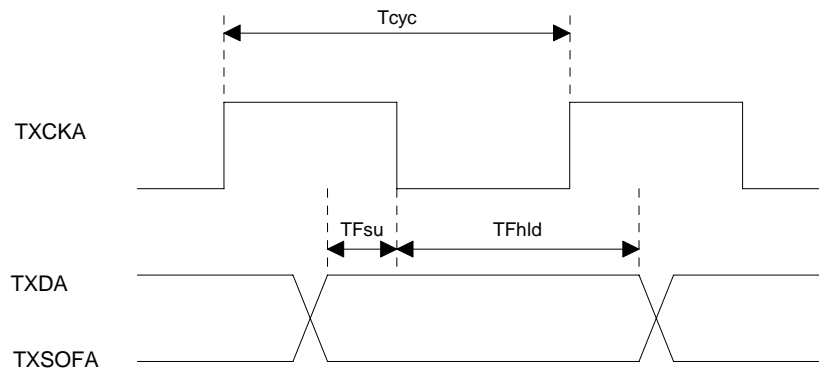 Tcyc
TXCKA
TFsu
TFhld
TXDA
TXSOFA